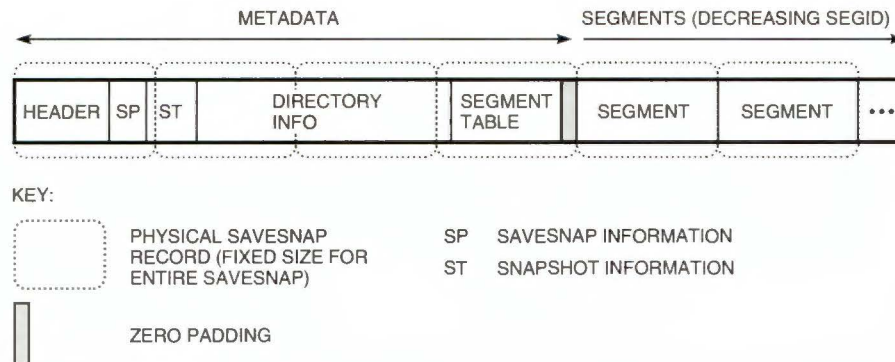 METADATA
SEGMENTS (DECREASING SEGID)
HEADER
SP
ST
DIRECTORY
INFO
SEGMENT
TABLE
SEGMENT
SEGMENT
...
KEY:
PHYSICAL SAVESNAP
RECORD (FIXED SIZE FOR
ENTIRE SAVESNAP)
SP SAVESNAP INFORMATION
ST SNAPSHOT INFORMATION
ZERO PADDING